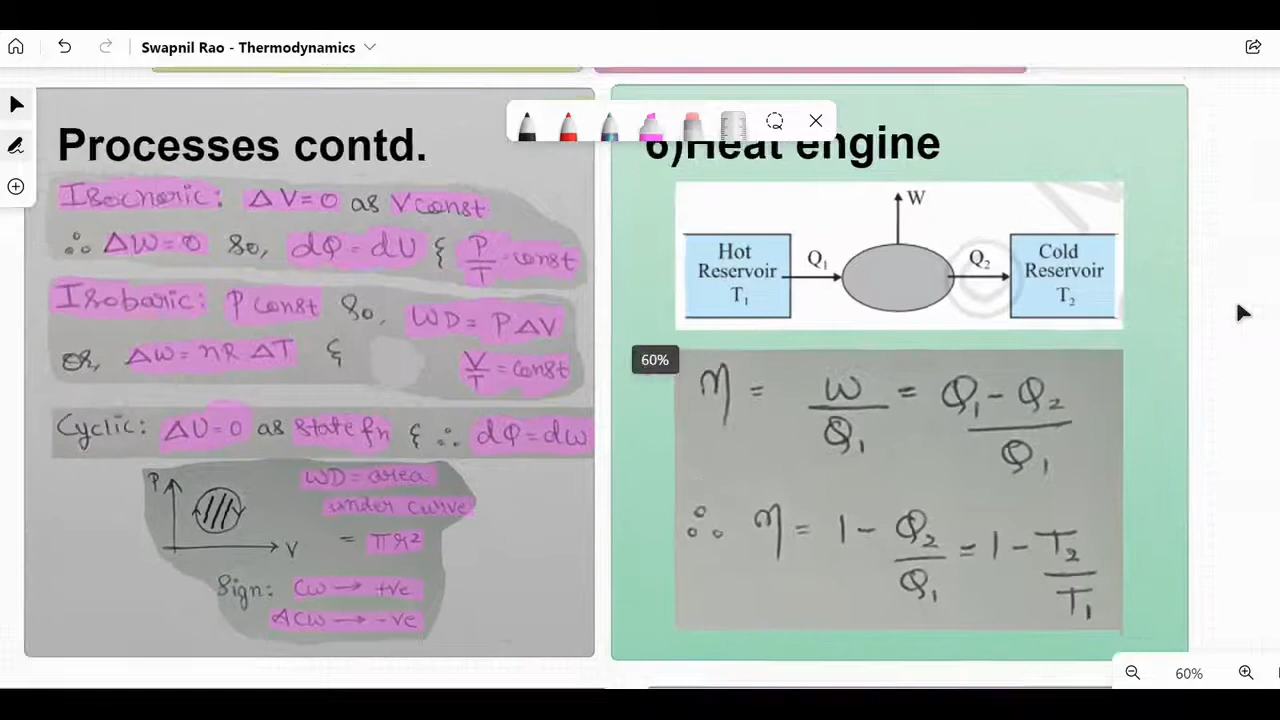 Swapnil Rao - Thermodynamics
Processes contd.
Isochoric: ΔV=0 as V const
∴ ΔW=0 so, dQ=dU & P/T=const
Isobaric: P const So, WD = PΔV
or, ΔW = nRΔT & V/T = const
Cyclic: ΔU=0 as state fn & ∴ dQ=dW
P
V
WD = area
under curve
= πr²
Sign: CW → +ve
ACW → -ve
6)Heat engine
W
Hot
Reservoir
T₁
Q₁
Q₂
Cold
Reservoir
T₂
60%
η = W/Q₁ = Q₁-Q₂/Q₁
∴ η = 1 - Q₂/Q₁ = 1 - T₂/T₁
60%